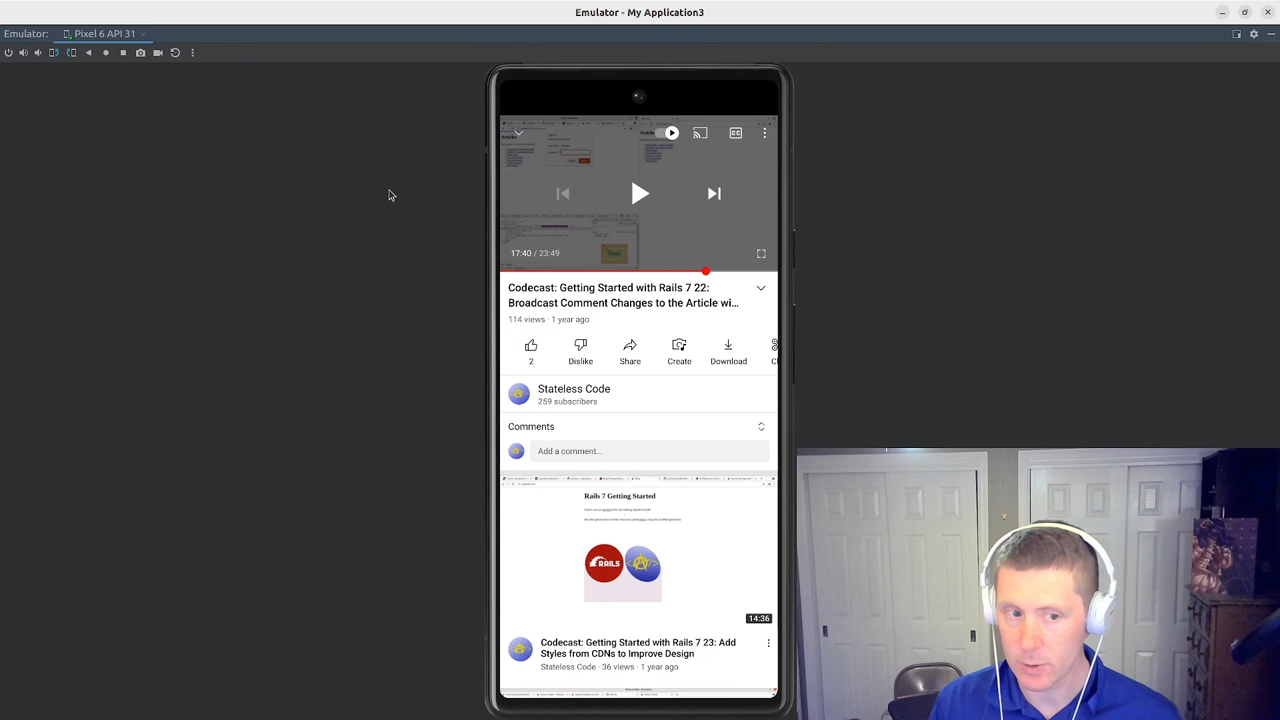 Emulator - My Application3
Emulator:
Pixel 6 API 31
CC
17:40 / 23:49
Codecast: Getting Started with Rails 7 22:
Broadcast Comment Changes to the Article wi...
114 views · 1 year ago
2
Dislike
Share
Create
Download
Stateless Code
259 subscribers
Comments
Add a comment...
Rails 7 Getting Started
RAILS
14:36
Codecast: Getting Started with Rails 7 23: Add
Styles from CDNs to Improve Design
Stateless Code · 36 views · 1 year ago